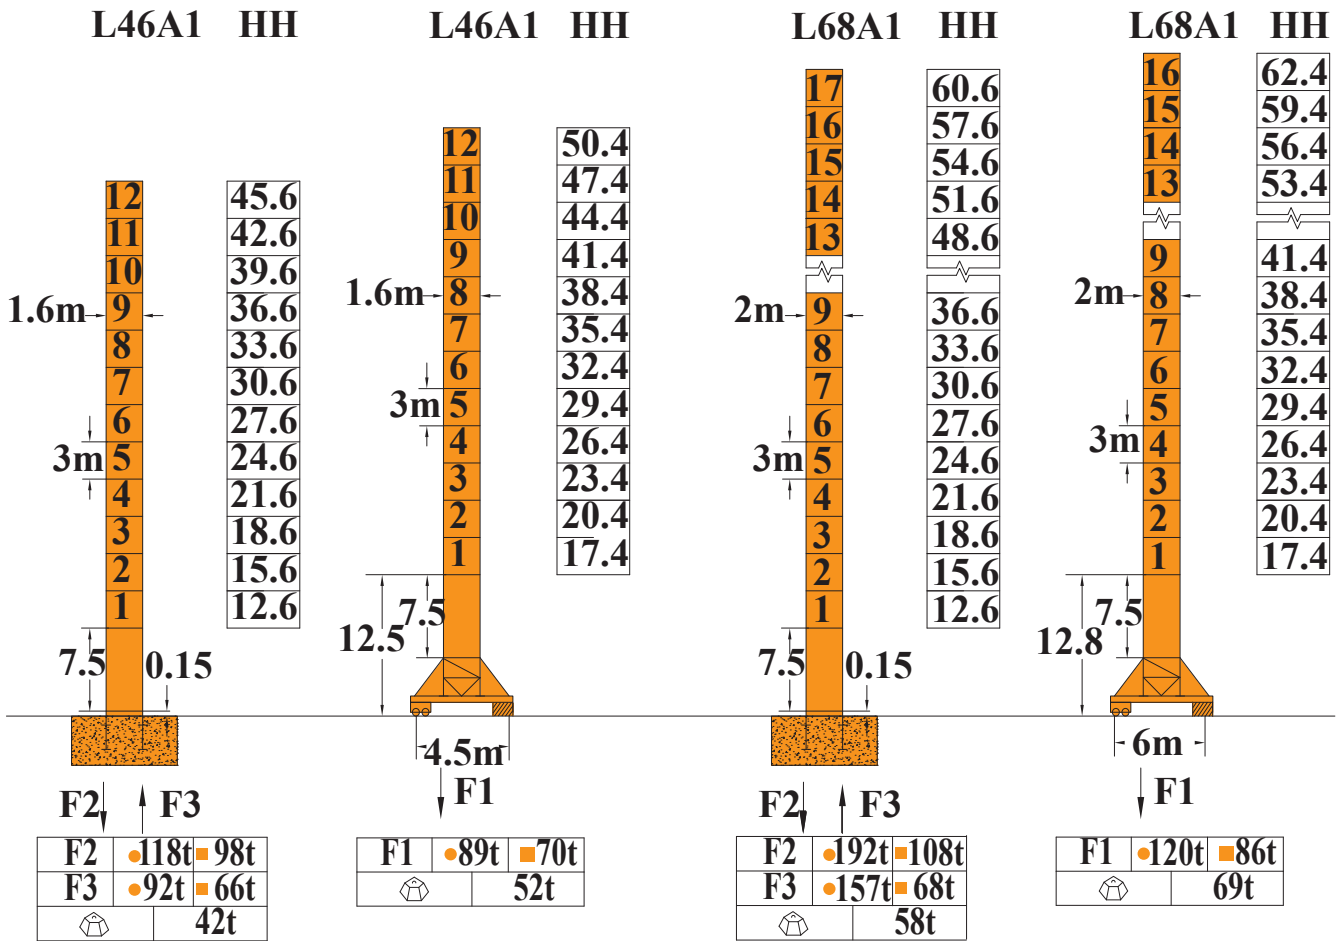 L46A1 HH
12 45.6
11 42.6
10 39.6
9 36.6
8 33.6
7 30.6
6 27.6
5 24.6
4 21.6
3 18.6
2 15.6
1 12.6
1.6m
3m
7.5
0.15
F2 F3
F2 118t 98t
F3 92t 66t
42t
L46A1 HH
12 50.4
11 47.4
10 44.4
9 41.4
8 38.4
7 35.4
6 32.4
5 29.4
4 26.4
3 23.4
2 20.4
1 17.4
1.6m
3m
7.5
12.5
4.5m
F1
F1 89t 70t
52t
L68A1 HH
17 60.6
16 57.6
15 54.6
14 51.6
13 48.6
9 36.6
8 33.6
7 30.6
6 27.6
5 24.6
4 21.6
3 18.6
2 15.6
1 12.6
2m
3m
7.5
0.15
F2 F3
F2 192t 108t
F3 157t 68t
58t
L68A1 HH
16 62.4
15 59.4
14 56.4
13 53.4
9 41.4
8 38.4
7 35.4
6 32.4
5 29.4
4 26.4
3 23.4
2 20.4
1 17.4
2m
3m
7.5
12.8
6m
F1
F1 120t 86t
69t